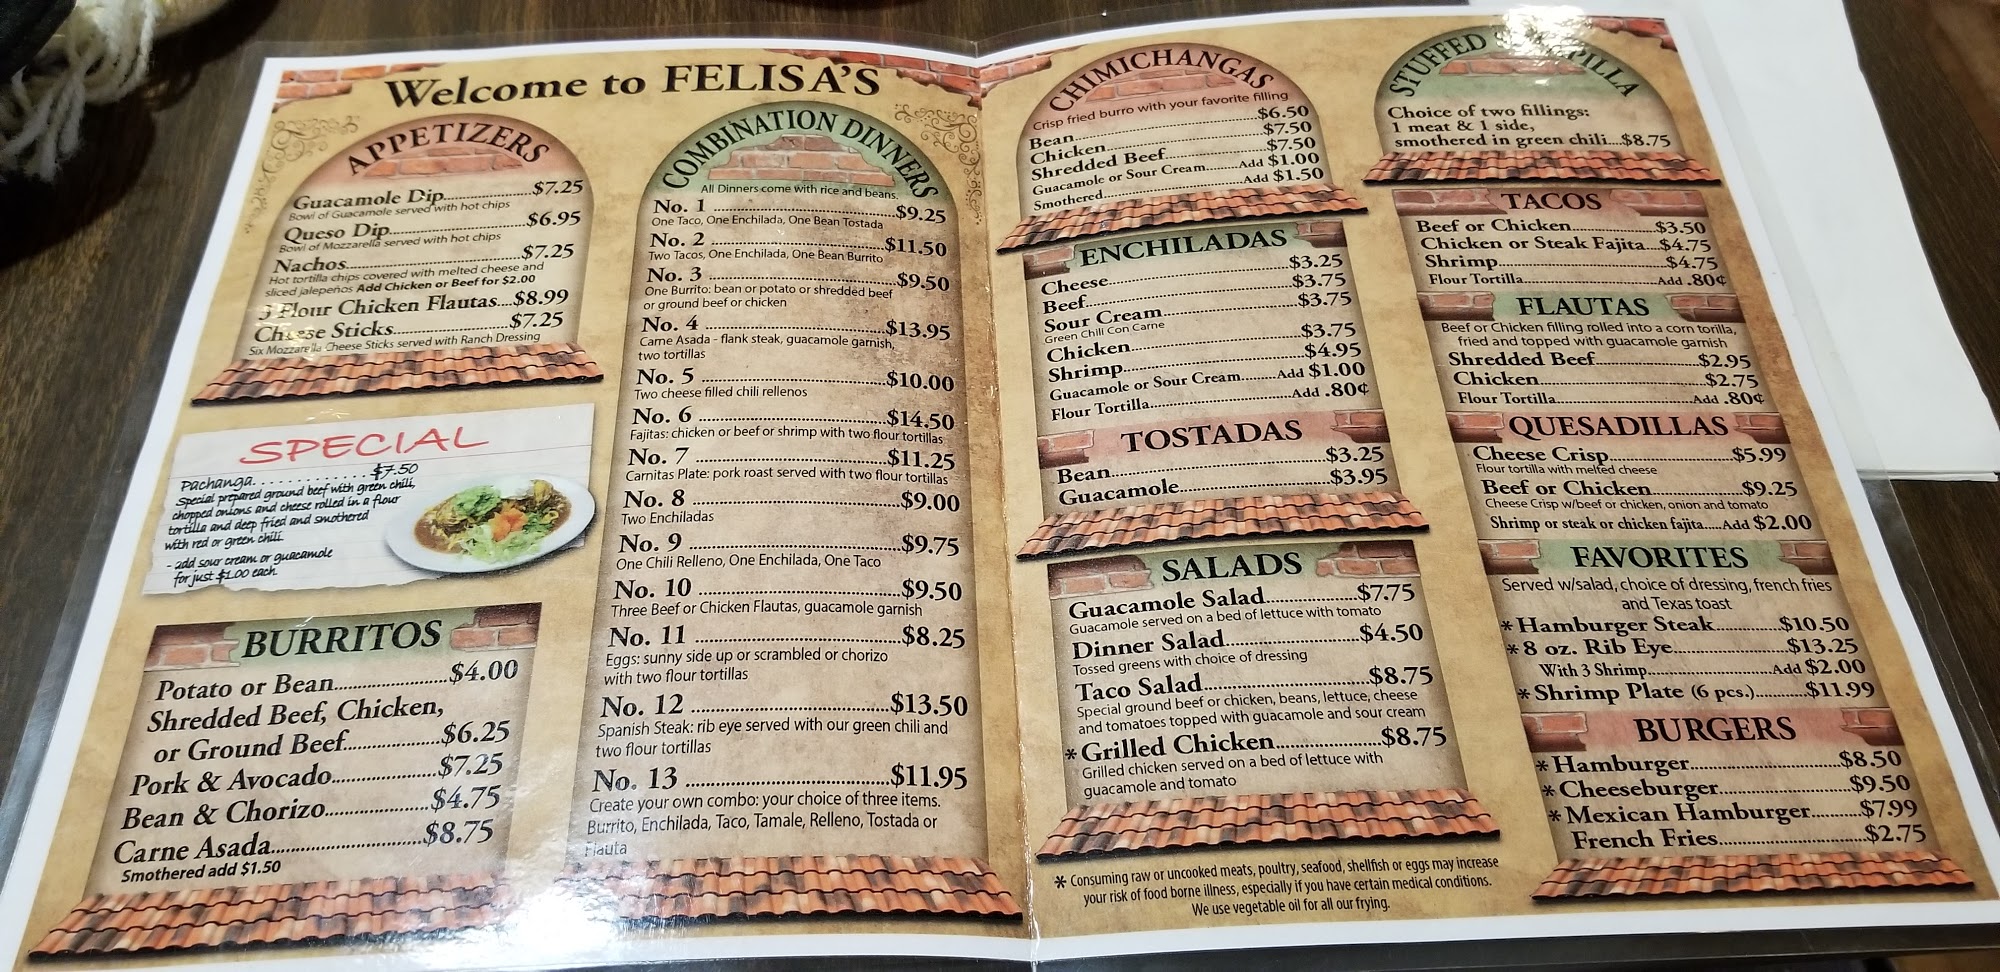 Welcome to FELISA'S
APPETIZERS
Guacamole Dip..................$7.25
Bowl of Guacamole served with hot chips
Queso Dip..................$6.95
Bowl of Mozzarella served with hot chips
Nachos..................$7.25
Hot tortilla chips covered with melted cheese and
sliced jalepeños Add Chicken or Beef for $2.00
3 Flour Chicken Flautas....$8.99
Cheese Sticks..................$7.25
Six Mozzarella Cheese Sticks served with Ranch Dressing
SPECIAL
Pachanga..............$7.50
Special prepared ground beef with green chili,
chopped onions and cheese rolled in a flour
tortilla and deep fried and smothered
with red or green chili.
- add sour cream or guacamole
for just $1.00 each.
BURRITOS
Potato or Bean..................$4.00
Shredded Beef, Chicken,
or Ground Beef..................$6.25
Pork & Avocado..................$7.25
Bean & Chorizo..................$4.75
Carne Asada..................$8.75
Smothered add $1.50
COMBINATION DINNERS
All Dinners come with rice and beans.
No. 1 ..................$9.25
One Taco, One Enchilada, One Bean Tostada
No. 2 ..................$11.50
Two Tacos, One Enchilada, One Bean Burrito
No. 3 ..................$9.50
One Burrito: bean or potato or shredded beef
or ground beef or chicken
No. 4 ..................$13.95
Carne Asada - flank steak, guacamole garnish,
two tortillas
No. 5 ..................$10.00
Two cheese filled chili rellenos
No. 6 ..................$14.50
Fajitas: chicken or beef or shrimp with two flour tortillas
No. 7 ..................$11.25
Carnitas Plate: pork roast served with two flour tortillas
No. 8 ..................$9.00
Two Enchiladas
No. 9 ..................$9.75
One Chili Relleno, One Enchilada, One Taco
No. 10 ..................$9.50
Three Beef or Chicken Flautas, guacamole garnish
No. 11 ..................$8.25
Eggs: sunny side up or scrambled or chorizo
with two flour tortillas
No. 12 ..................$13.50
Spanish Steak: rib eye served with our green chili and
two flour tortillas
No. 13 ..................$11.95
Create your own combo: your choice of three items.
Burrito, Enchilada, Taco, Tamale, Relleno, Tostada or
Flauta
CHIMICHANGAS
Crisp fried burro with your favorite filling
Bean..................$6.50
Chicken..................$7.50
Shredded Beef..................$7.50
Guacamole or Sour Cream........Add $1.00
Smothered..................Add $1.50
ENCHILADAS
Cheese..................$3.25
Beef..................$3.75
Sour Cream..................$3.75
Green Chili Con Carne
Chicken..................$3.75
Shrimp..................$4.95
Guacamole or Sour Cream........Add $1.00
Flour Tortilla..................Add .80¢
TOSTADAS
Bean..................$3.25
Guacamole..................$3.95
SALADS
Guacamole Salad..................$7.75
Guacamole served on a bed of lettuce with tomato
Dinner Salad..................$4.50
Tossed greens with choice of dressing
Taco Salad..................$8.75
Special ground beef or chicken, beans, lettuce, cheese
and tomatoes topped with guacamole and sour cream
* Grilled Chicken..................$8.75
Grilled chicken served on a bed of lettuce with
guacamole and tomato
* Consuming raw or uncooked meats, poultry, seafood, shellfish or eggs may increase
your risk of food borne illness, especially if you have certain medical conditions.
We use vegetable oil for all our frying.
STUFFED
Choice of two fillings:
1 meat & 1 side,
smothered in green chili...$8.75
TACOS
Beef or Chicken..................$3.50
Chicken or Steak Fajita...$4.75
Shrimp..................$4.75
Flour Tortilla..................Add .80¢
FLAUTAS
Beef or Chicken filling rolled into a corn torilla,
fried and topped with guacamole garnish
Shredded Beef..................$2.95
Chicken..................$2.75
Flour Tortilla..................Add .80¢
QUESADILLAS
Cheese Crisp..................$5.99
Flour tortilla with melted cheese
Beef or Chicken..................$9.25
Cheese Crisp w/beef or chicken, onion and tomato
Shrimp or steak or chicken fajita.....Add $2.00
FAVORITES
Served w/salad, choice of dressing, french fries
and Texas toast
* Hamburger Steak..................$10.50
* 8 oz. Rib Eye..................$13.25
With 3 Shrimp..................Add $2.00
* Shrimp Plate (6 pcs.)..........$11.99
BURGERS
* Hamburger..................$8.50
* Cheeseburger..................$9.50
* Mexican Hamburger..........$7.99
French Fries..................$2.75